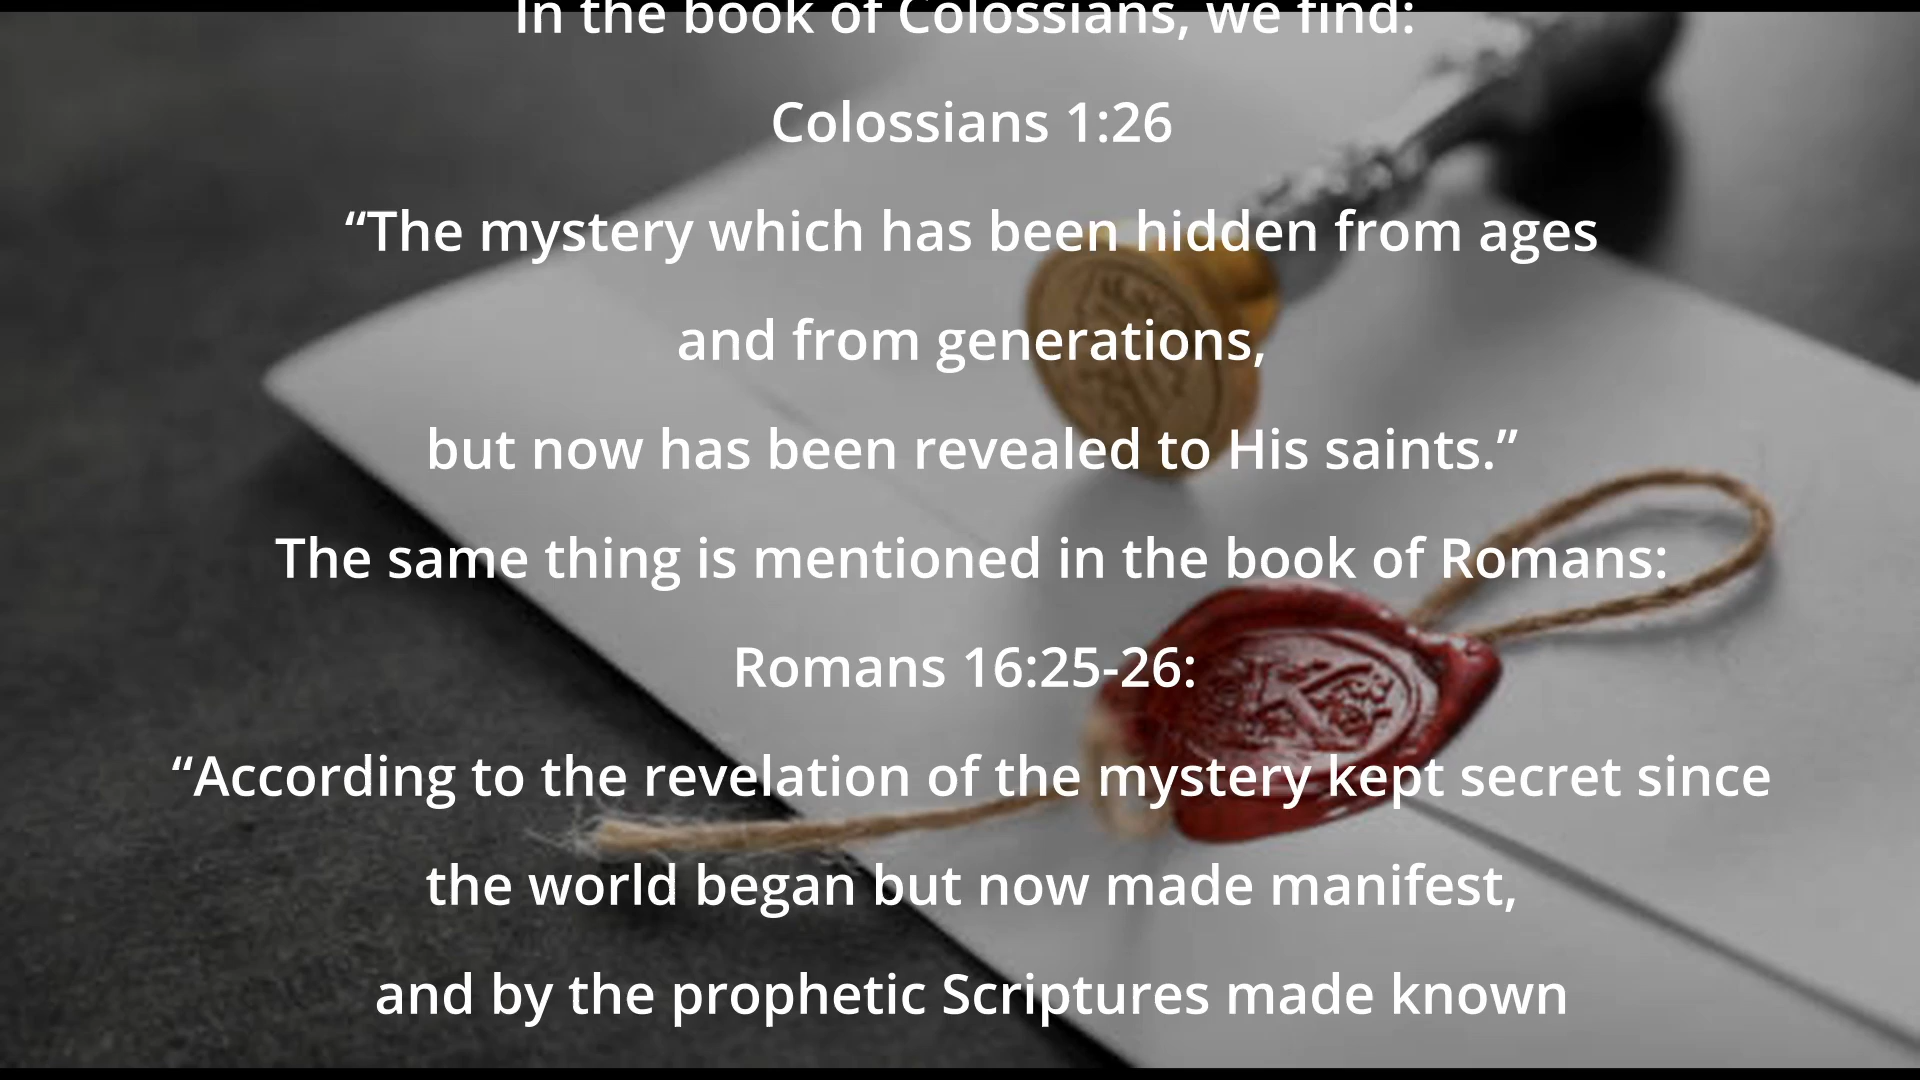 In the book of Colossians, we find:
Colossians 1:26
“The mystery which has been hidden from ages
and from generations,
but now has been revealed to His saints.”
The same thing is mentioned in the book of Romans:
Romans 16:25-26:
“According to the revelation of the mystery kept secret since
the world began but now made manifest,
and by the prophetic Scriptures made known